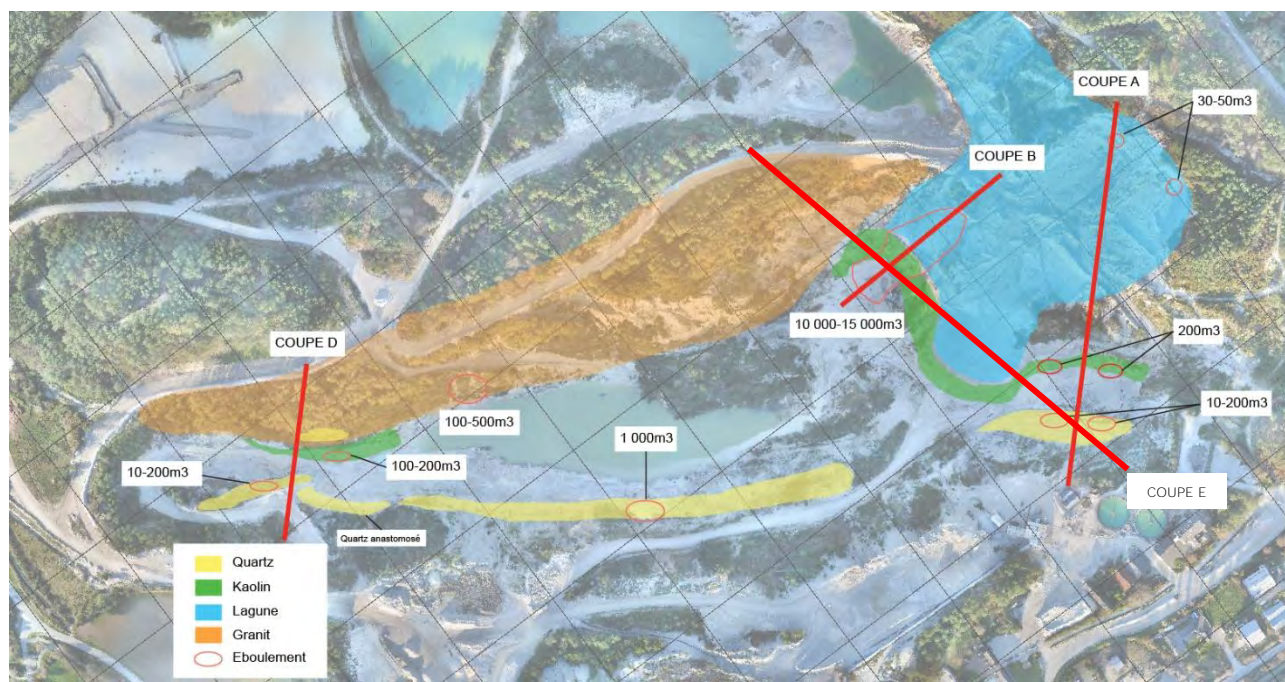 COUPE A
30-50m3
COUPE B
10 000-15 000m3
COUPE D
200m3
10-200m3
100-500m3
1 000m3
10-200m3
100-200m3
COUPE E
Quartz anastomosé
Quartz
Kaolin
Lagune
Granit
Eboulement